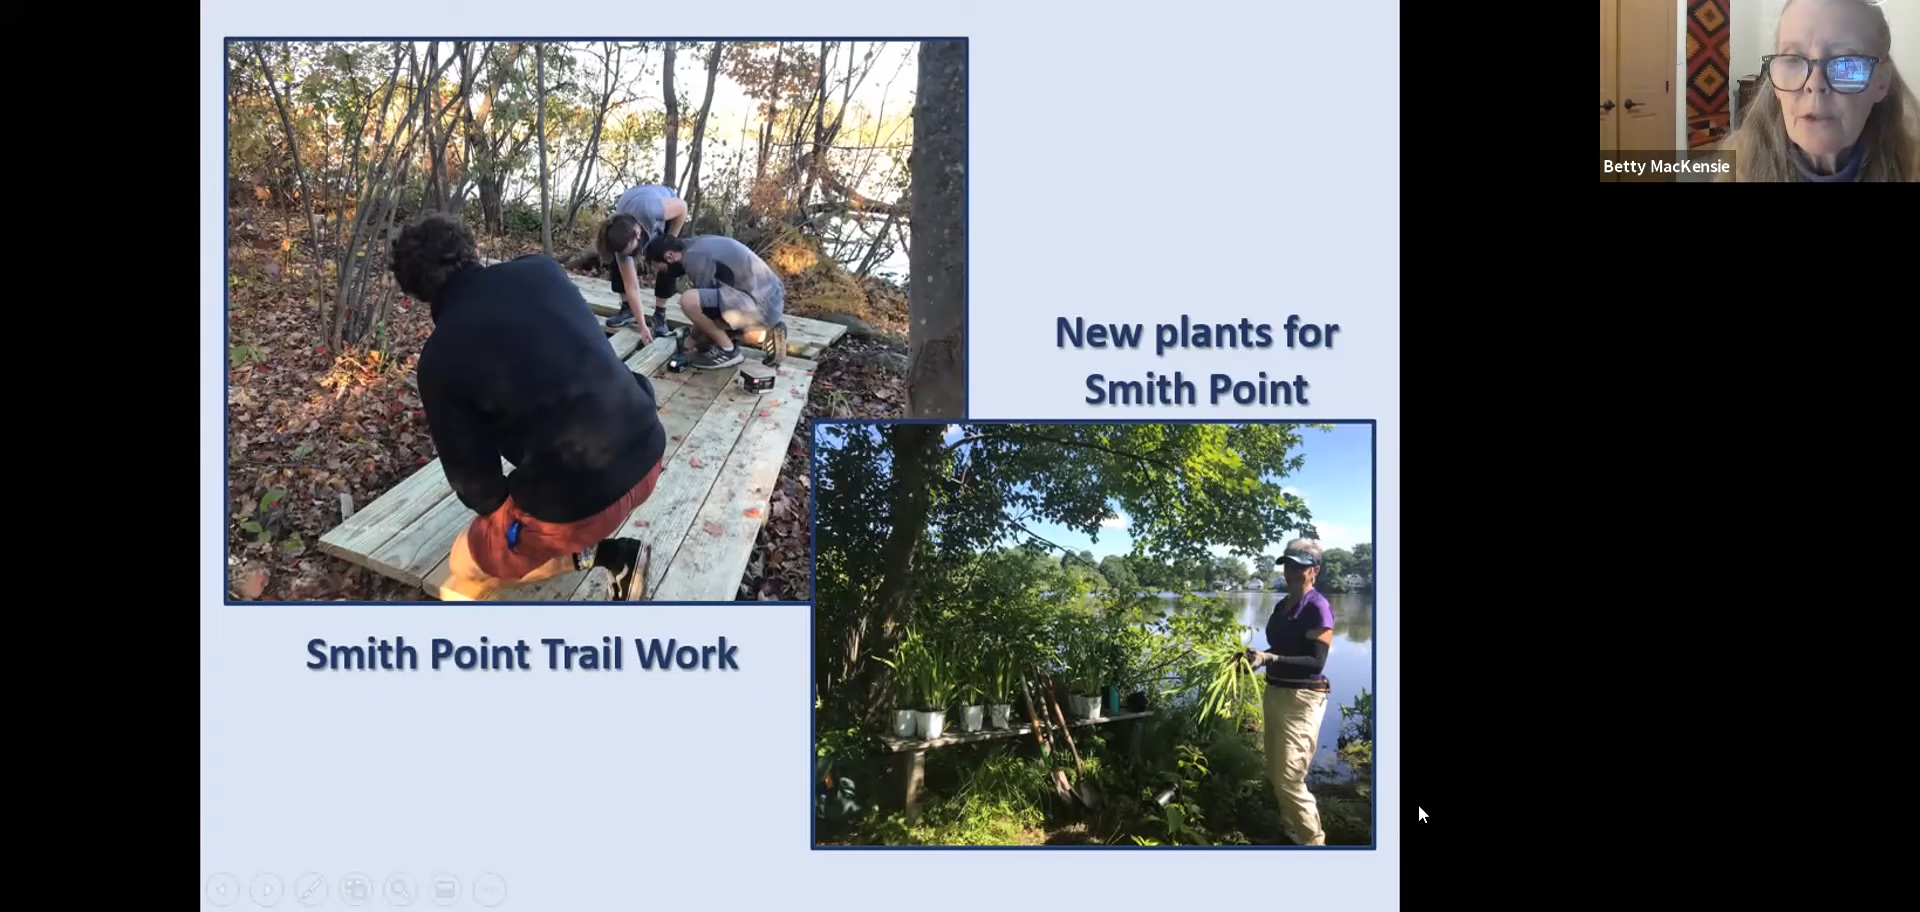 New plants for
Smith Point
Smith Point Trail Work
Betty MacKensie